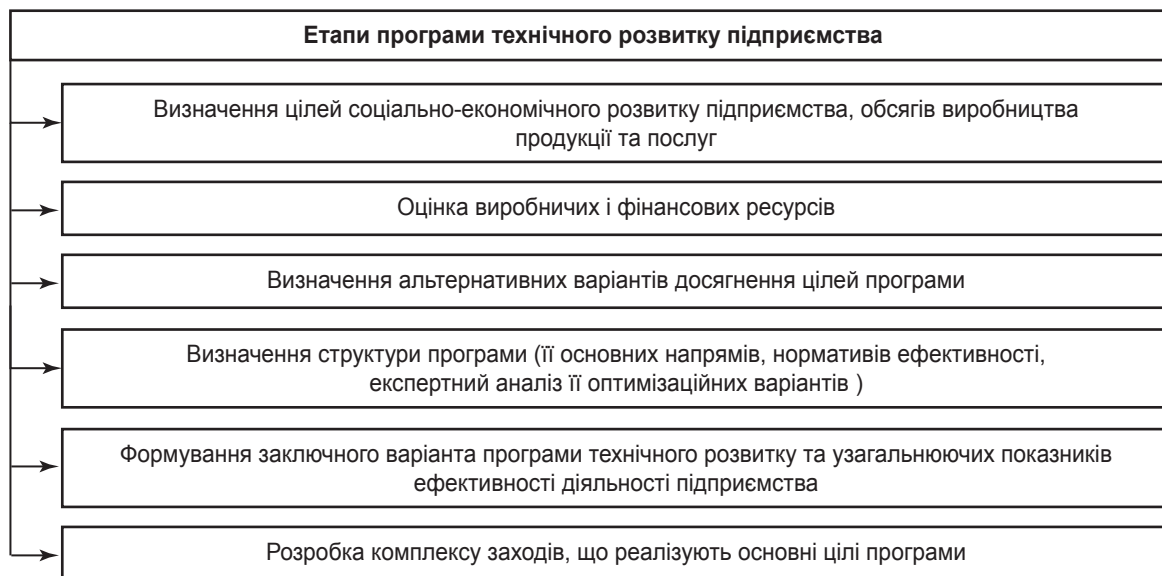 Етапи програми технічного розвитку підприємства
Визначення цілей соціально-економічного розвитку підприємства, обсягів виробництва
продукції та послуг
Оцінка виробничих і фінансових ресурсів
Визначення альтернативних варіантів досягнення цілей програми
Визначення структури програми (її основних напрямів, нормативів ефективності,
експертний аналіз її оптимізаційних варіантів )
Формування заключного варіанта програми технічного розвитку та узагальнюючих показників
ефективності діяльності підприємства
Розробка комплексу заходів, що реалізують основні цілі програми